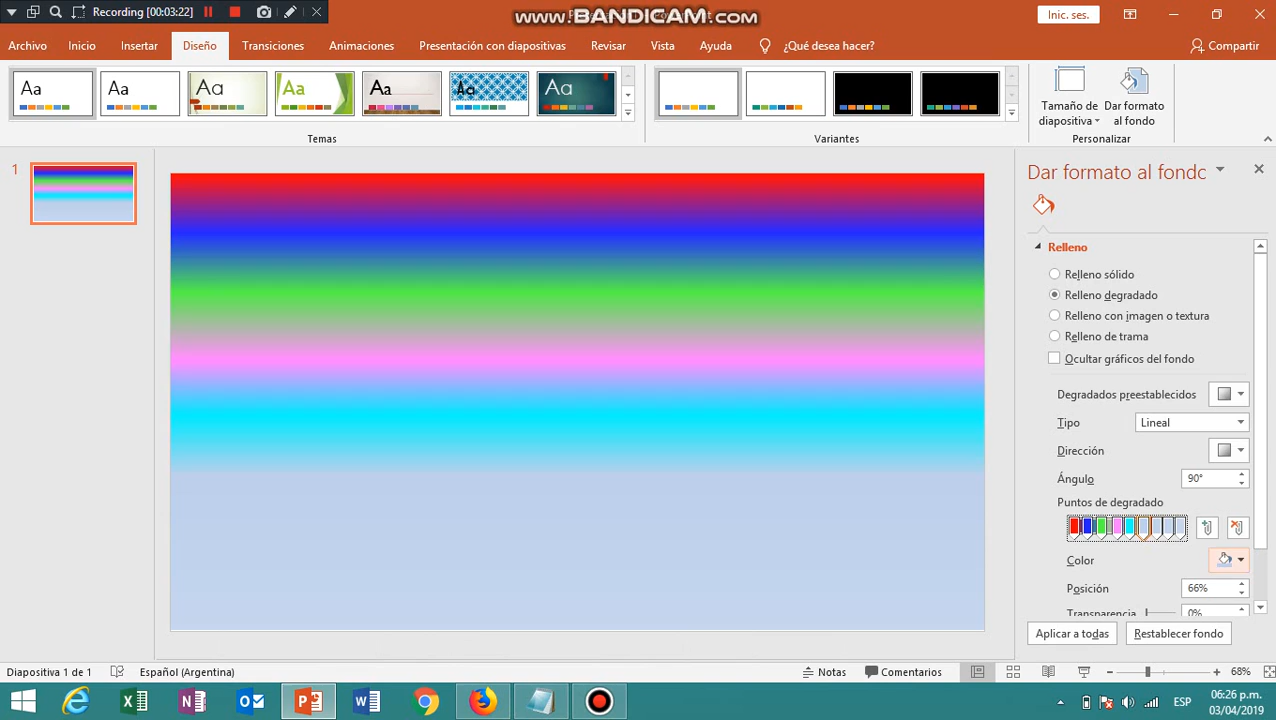 Recording [00:03:22]
www.BANDICAM.com
Inic. ses.
Archivo Inicio Insertar Diseño Transiciones Animaciones Presentación con diapositivas Revisar Vista Ayuda ¿Qué desea hacer? Compartir
Aa Aa Aa Aa Aa Aa Aa
Tamaño de diapositiva
Dar formato al fondo
Temas Variantes Personalizar
1
Dar formato al fondo
Relleno
Relleno sólido
Relleno degradado
Relleno con imagen o textura
Relleno de trama
Ocultar gráficos del fondo
Degradados preestablecidos
Tipo Lineal
Dirección
Ángulo 90°
Puntos de degradado
Color
Posición 66%
Transparencia 0%
Aplicar a todas Restablecer fondo
Diapositiva 1 de 1 Español (Argentina) Notas Comentarios 68%
ESP
06:26 p.m.
03/04/2019